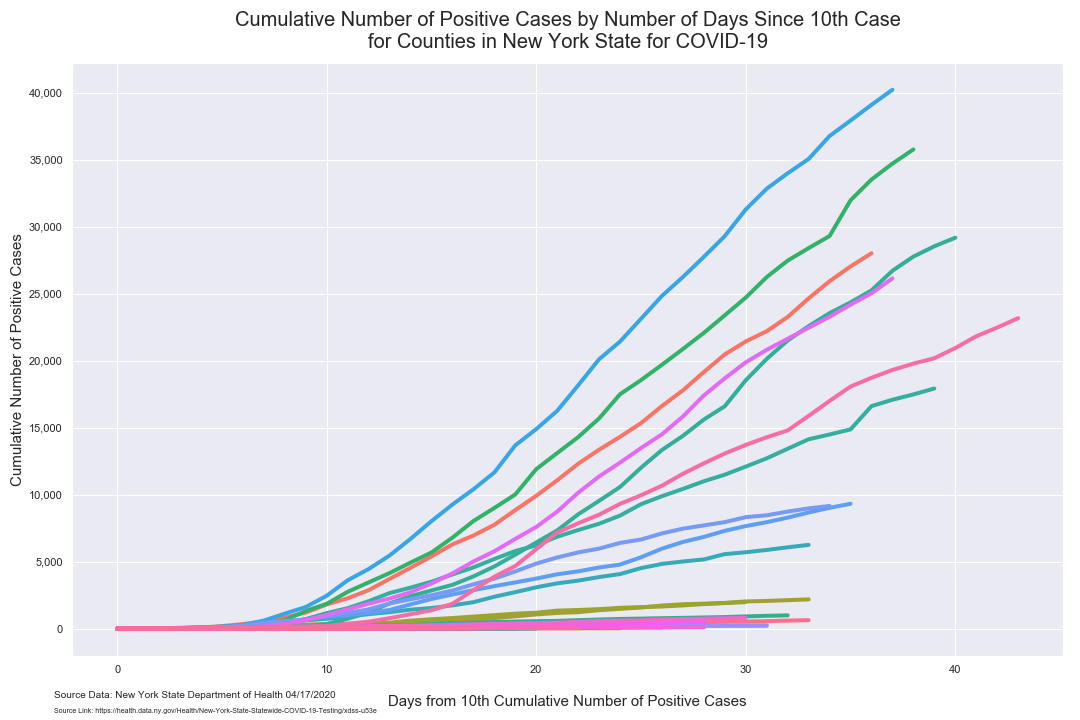 Cumulative Number of Positive Cases by Number of Days Since 10th Case
for Counties in New York State for COVID-19
Cumulative Number of Positive Cases
40,000
35,000
30,000
25,000
20,000
15,000
10,000
5,000
0
0
10
20
30
40
Days from 10th Cumulative Number of Positive Cases
Source Data: New York State Department of Health 04/17/2020
Source Link: https://health.data.ny.gov/Health/New-York-State-Statewide-COVID-19-Testing/xdss-u53e